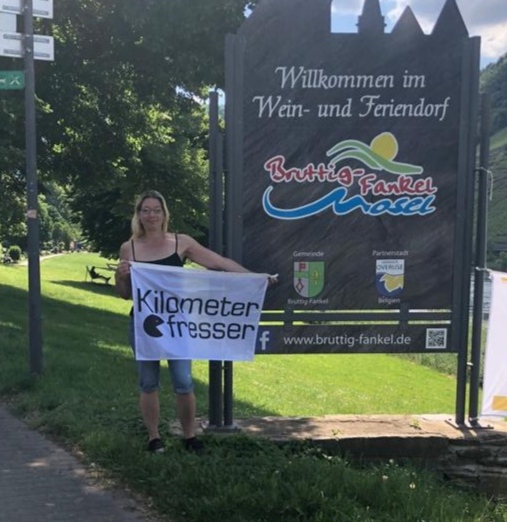 Willkommen im
Wein- und Feriendorf
Bruttig-Fankel
Mosel
Gemeinde
Bruttig-Fankel
Partnerstadt
OVERIJSE
Belgien
f www.bruttig-fankel.de
Kilometer
fresser